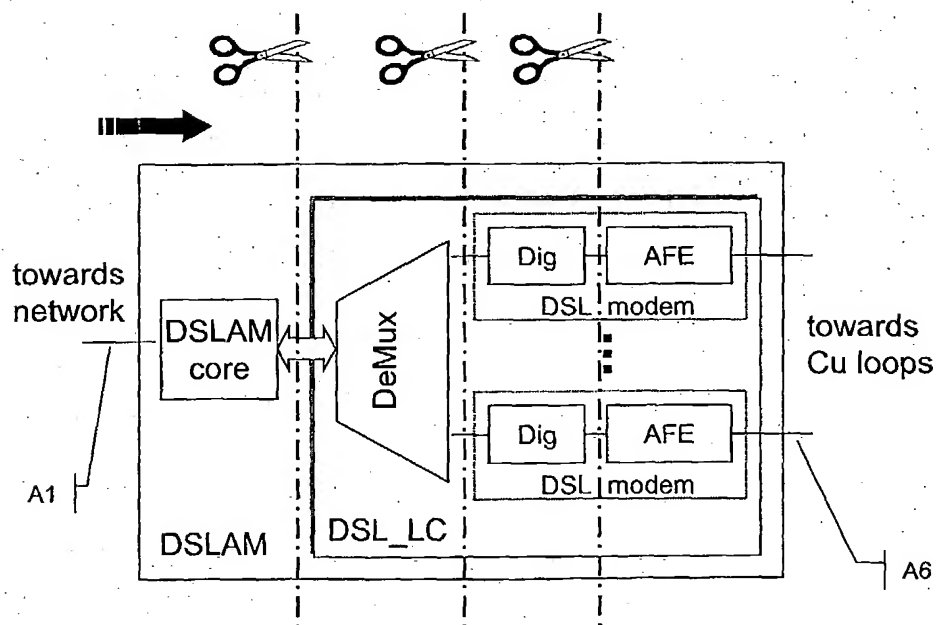 towards
network
DSLAM
core
DeMux
Dig
AFE
DSL modem
Dig
AFE
DSL modem
towards
Cu loops
A1
DSLAM
DSL_LC
A6